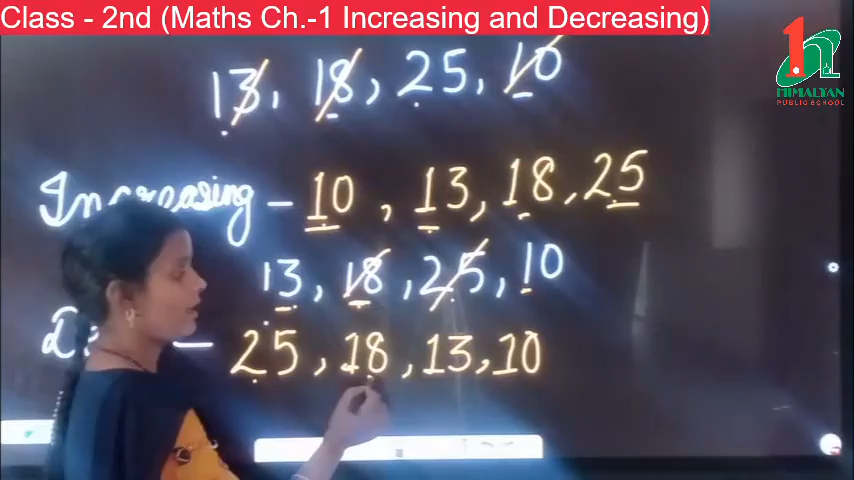 Class - 2nd (Maths Ch.-1 Increasing and Decreasing)
1
HIMALYAN
PUBLIC SCHOOL
13, 18, 25, 10
Increasing - 10, 13, 18, 25
13, 18, 25, 10
- 25, 18, 13, 10